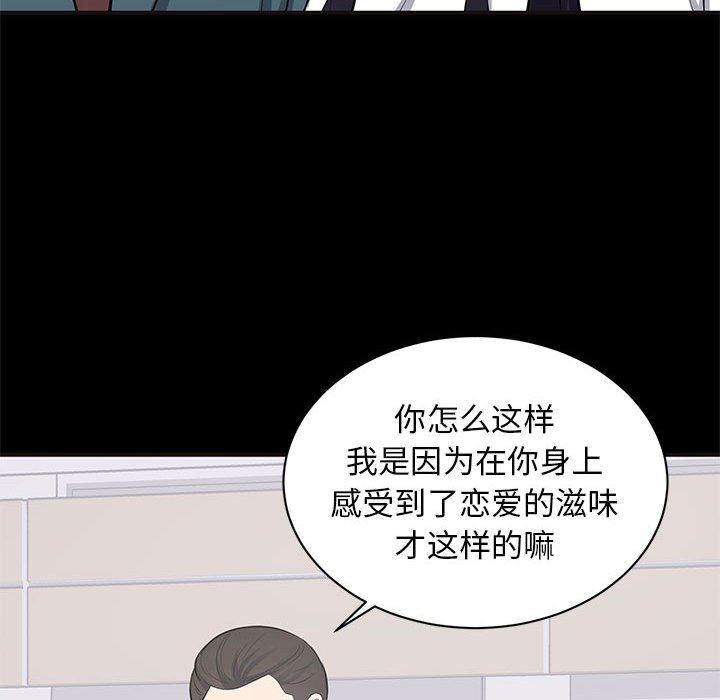 你怎么这样
我是因为在你身上
感受到了恋爱的滋味
才这样的嘛